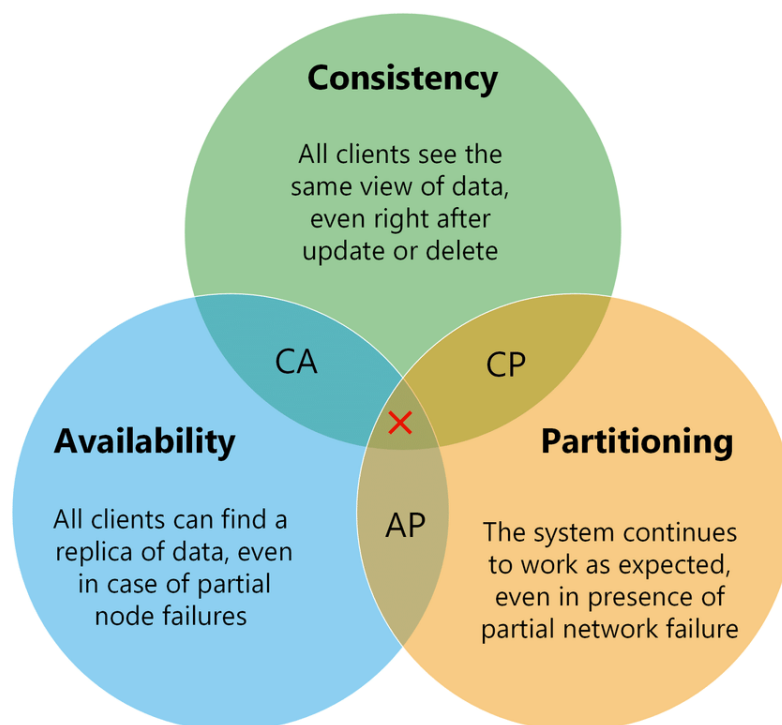 Consistency
All clients see the
same view of data,
even right after
update or delete
CA
CP
Availability
All clients can find a
replica of data, even
in case of partial
node failures
AP
Partitioning
The system continues
to work as expected,
even in presence of
partial network failure